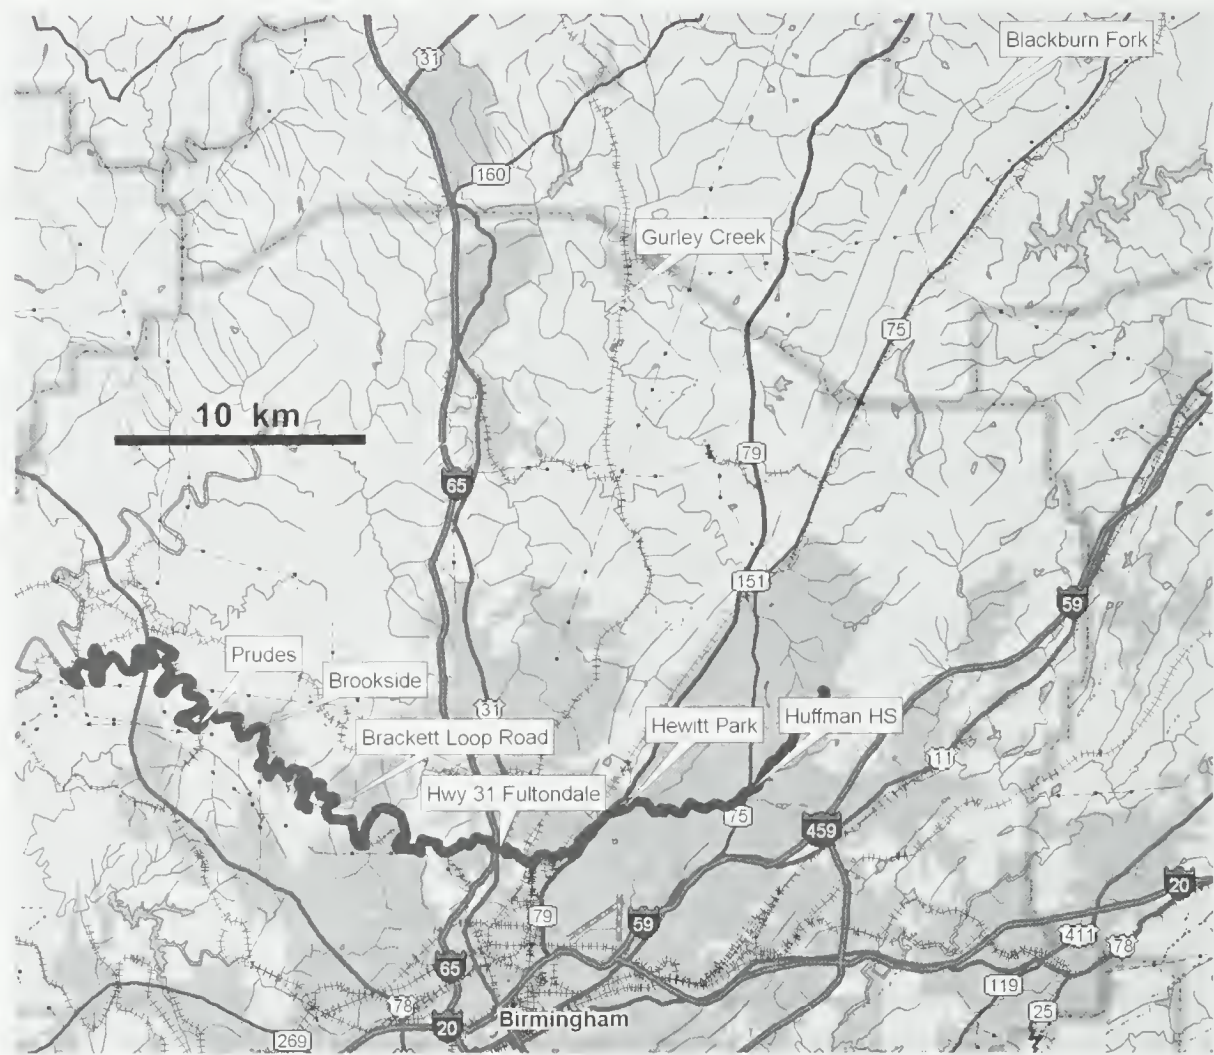 Blackburn Fork
31
160
Gurley Creek
75
10 km
79
65
151
59
Prudes
Brookside
31
Hewitt Park
Huffman HS
Brackett Loop Road
11
Hwy 31 Fultondale
75
459
20
79
59
411
78
65
119
78
25
Birmingham
20
269